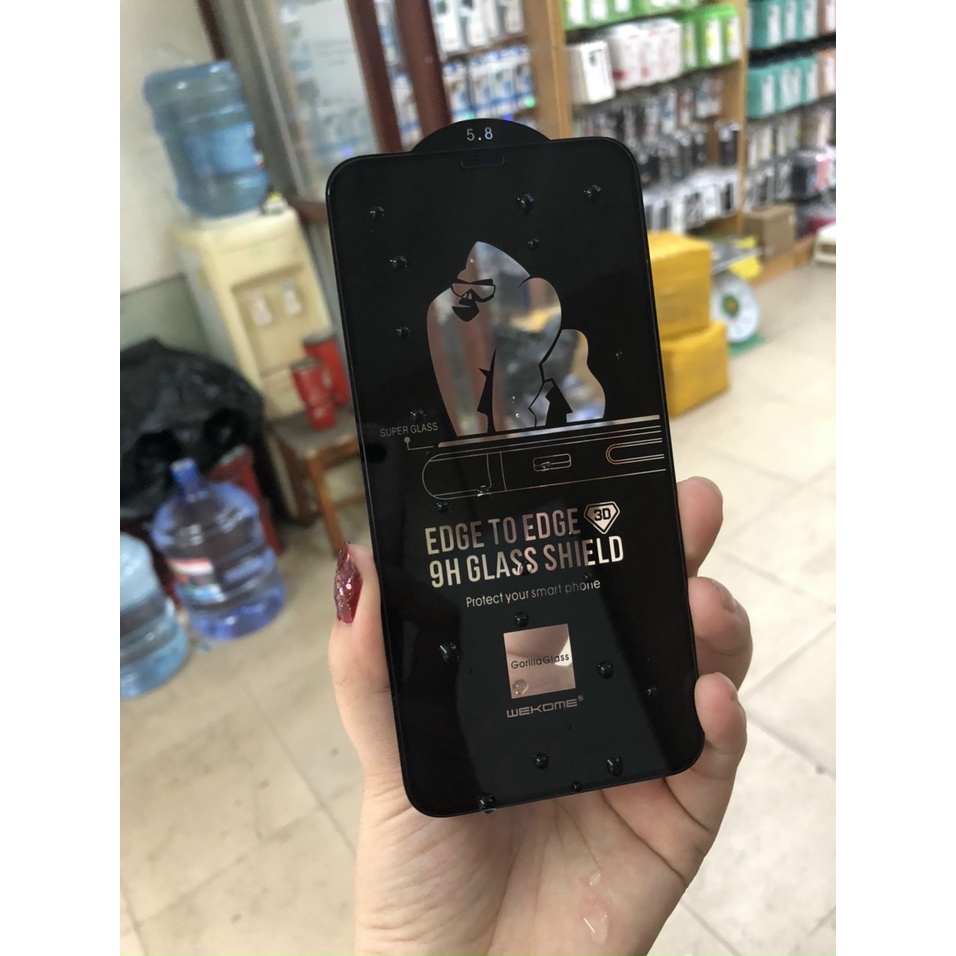 5.8
SUPER GLASS
EDGE TO EDGE 3D
9H GLASS SHIELD
Protect your smart phone
GorillaGlass
WEKOME®